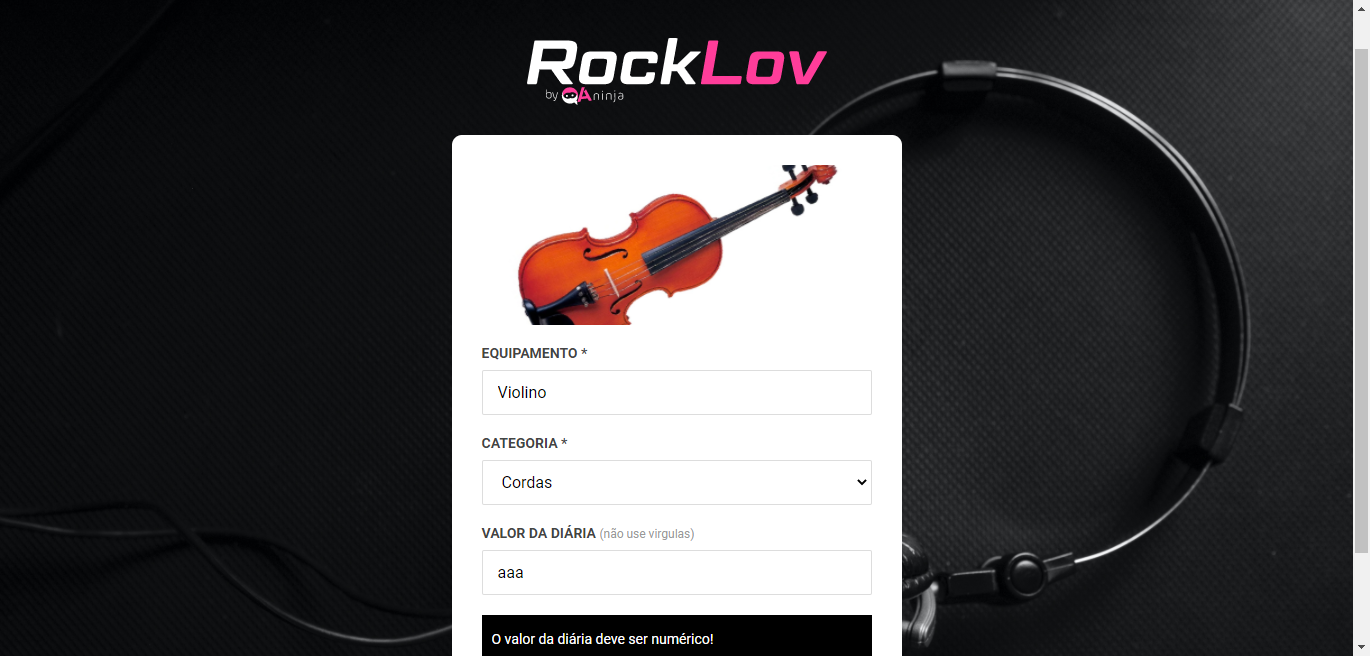 RockLov
by QAninja
EQUIPAMENTO *
Violino
CATEGORIA *
Cordas
VALOR DA DIÁRIA (não use virgulas)
aaa
O valor da diária deve ser numérico!